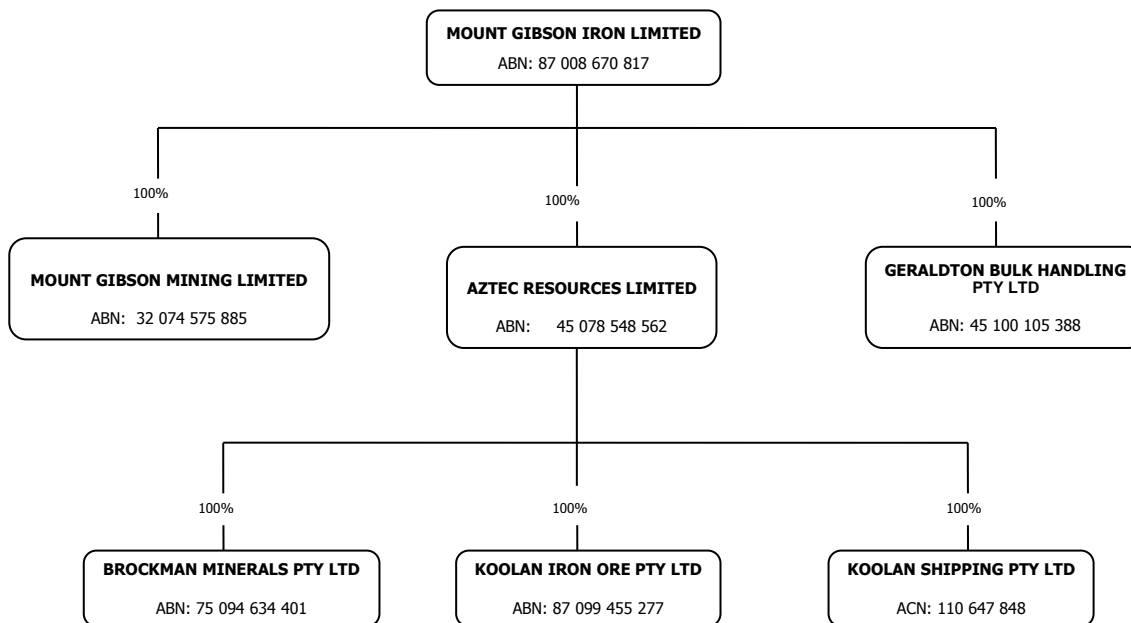 MOUNT GIBSON IRON LIMITED
ABN: 87 008 670 817
100%
100%
100%
MOUNT GIBSON MINING LIMITED
ABN: 32 074 575 885
AZTEC RESOURCES LIMITED
ABN: 45 078 548 562
GERALDTON BULK HANDLING
PTY LTD
ABN: 45 100 105 388
100%
100%
100%
BROCKMAN MINERALS PTY LTD
ABN: 75 094 634 401
KOOLAN IRON ORE PTY LTD
ABN: 87 099 455 277
KOOLAN SHIPPING PTY LTD
ACN: 110 647 848